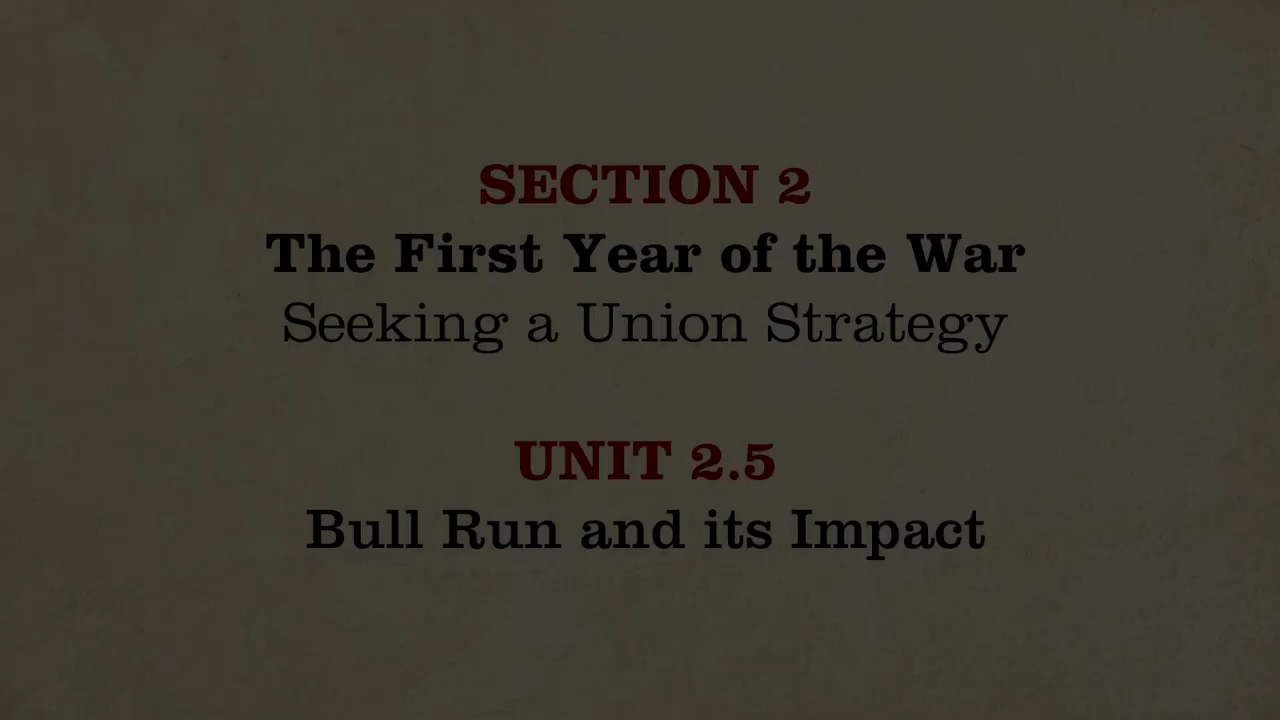 SECTION 2
The First Year of the War
Seeking a Union Strategy
UNIT 2.5
Bull Run and its Impact